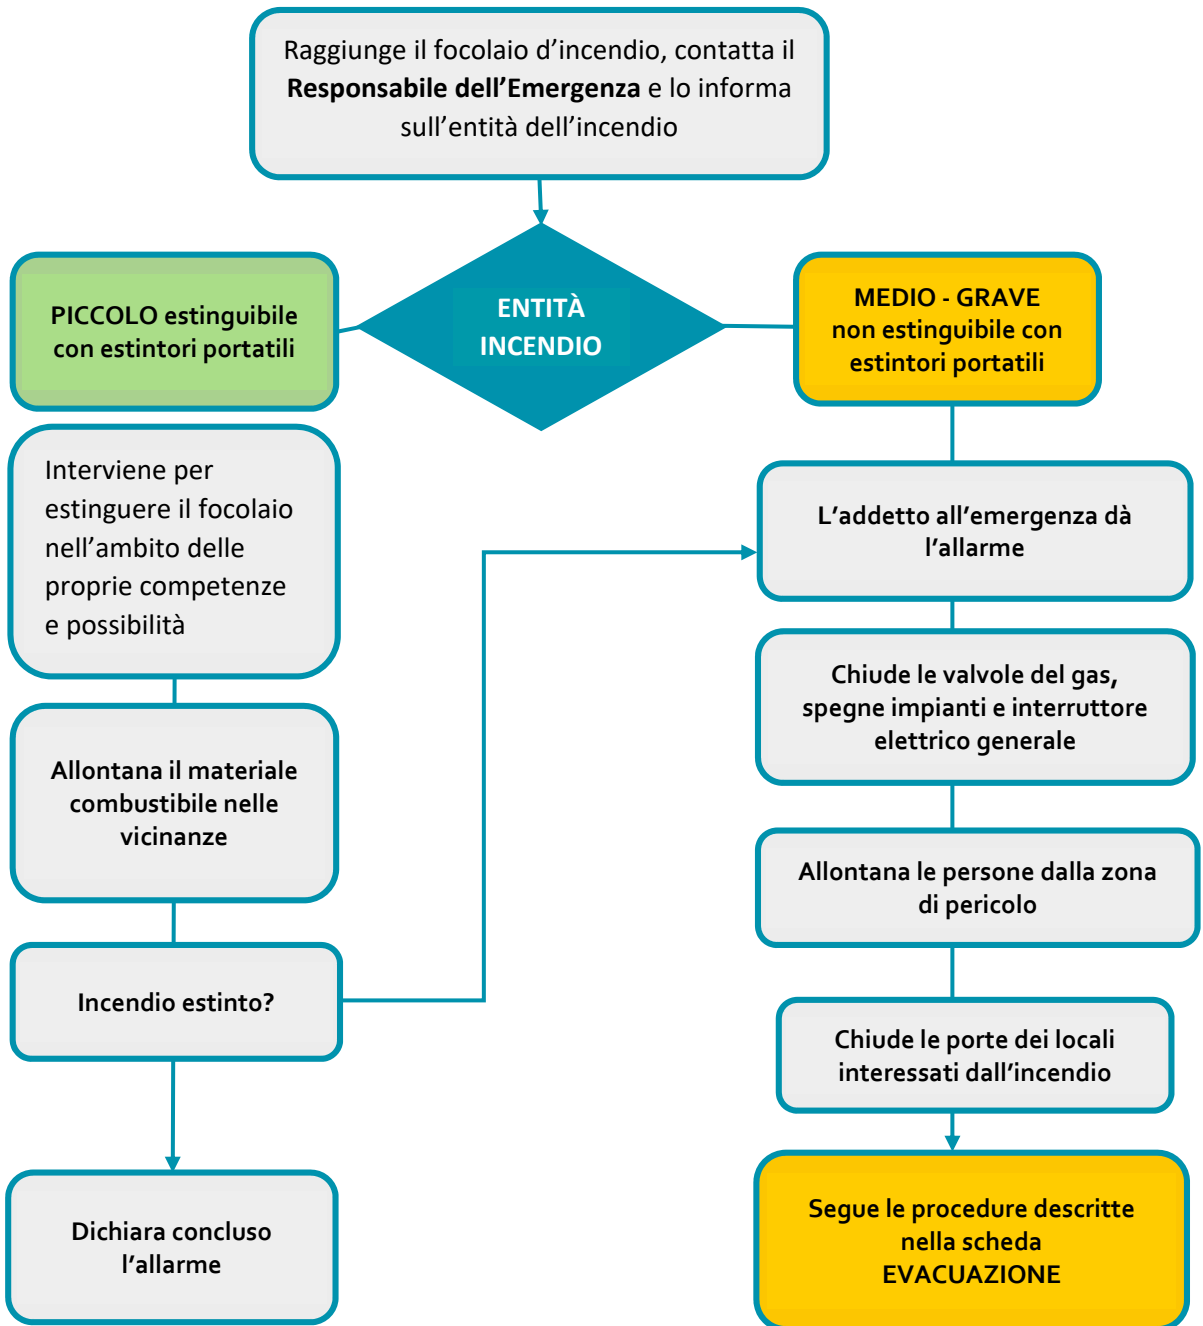 Raggiunge il focolaio d’incendio, contatta il
Responsabile dell’Emergenza e lo informa
sull’entità dell’incendio
ENTITÀ
INCENDIO
PICCOLO estinguibile
con estintori portatili
Interviene per
estinguere il focolaio
nell’ambito delle
proprie competenze
e possibilità
Allontana il materiale
combustibile nelle
vicinanze
Incendio estinto?
Dichiara concluso
l’allarme
MEDIO - GRAVE
non estinguibile con
estintori portatili
L’addetto all’emergenza dà
l’allarme
Chiude le valvole del gas,
spegne impianti e interruttore
elettrico generale
Allontana le persone dalla zona
di pericolo
Chiude le porte dei locali
interessati dall’incendio
Segue le procedure descritte
nella scheda
EVACUAZIONE